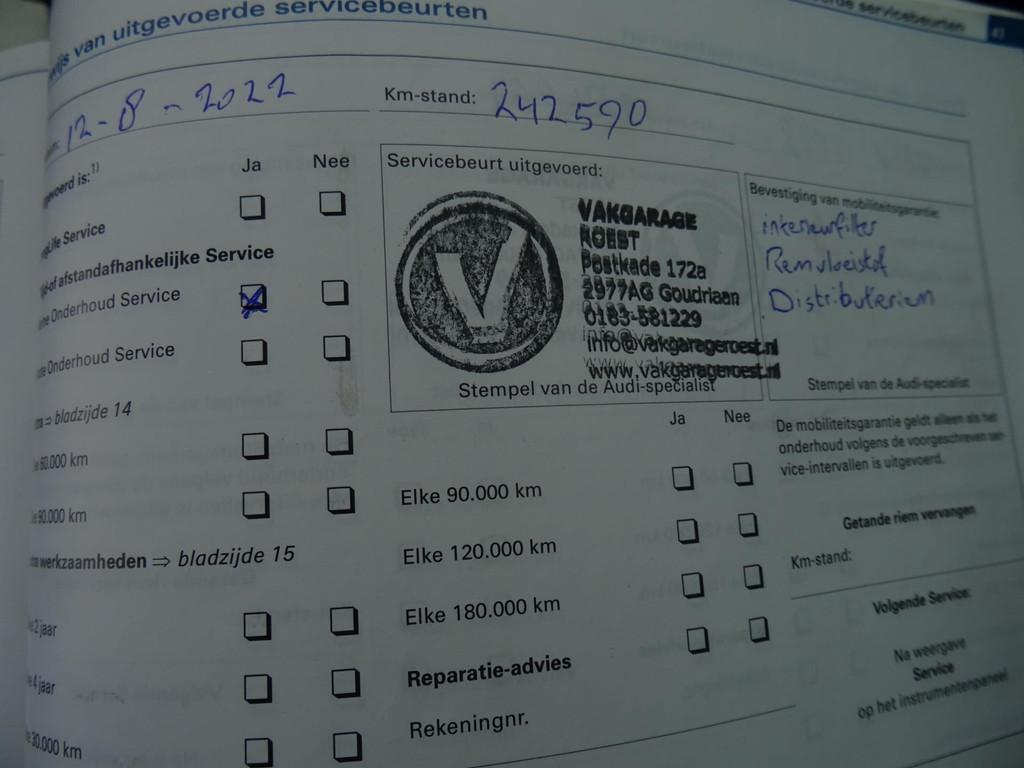 van uitgevoerde servicebeurten
servicebeurten
41
12-8-2022
Km-stand: 242590
Ja Nee
Service
afstandafhankelijke Service
Onderhoud Service
Onderhoud Service
⇒ bladzijde 14
60.000 km
90.000 km
werkzaamheden ⇒ bladzijde 15
2 jaar
4 jaar
30.000 km
Servicebeurt uitgevoerd:
V
VAKGARAGE
ROEST
Postkade 172a
2977AG Goudriaan
0183-581229
info@vakgarageroest.nl
www.vakgarageroest.nl
Stempel van de Audi-specialist
Bevestiging van mobiliteitsgarantie:
interieurfilter
Remvloeistof
Distributieriem
Stempel van de Audi-specialist
Ja Nee
Elke 90.000 km
Elke 120.000 km
Elke 180.000 km
Reparatie-advies
Rekeningnr.
De mobiliteitsgarantie geldt alleen als het
onderhoud volgens de voorgeschreven ser-
vice-intervallen is uitgevoerd.
Getande riem vervangen
Km-stand:
Volgende Service:
Na weergave
Service
op het instrumentenpaneel